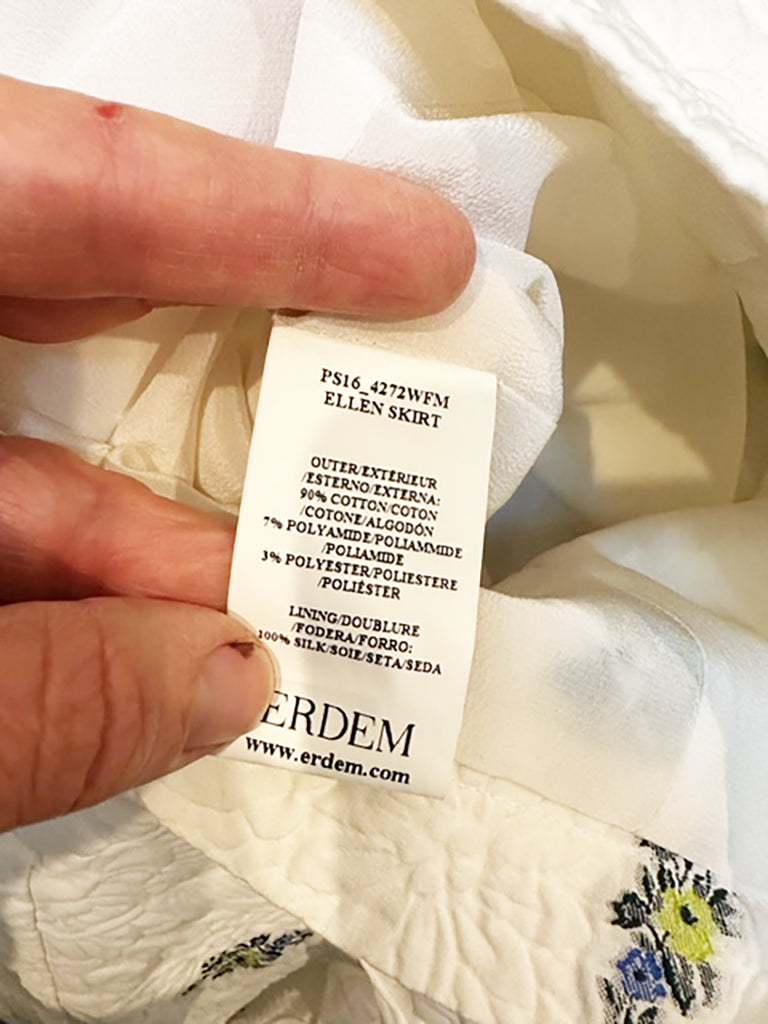 PS16_4272WFM
ELLEN SKIRT
OUTER/EXTÉRIEUR
/ESTERNO/EXTERNA:
90% COTTON/COTON
/COTONE/ALGODÓN
7% POLYAMIDE/POLIAMMIDE
/POLIAMIDE
3% POLYESTER/POLIESTERE
/POLIÉSTER
LINING/DOUBLURE
/FODERA/FORRO:
100% SILK/SOIE/SETA/SEDA
ERDEM
www.erdem.com